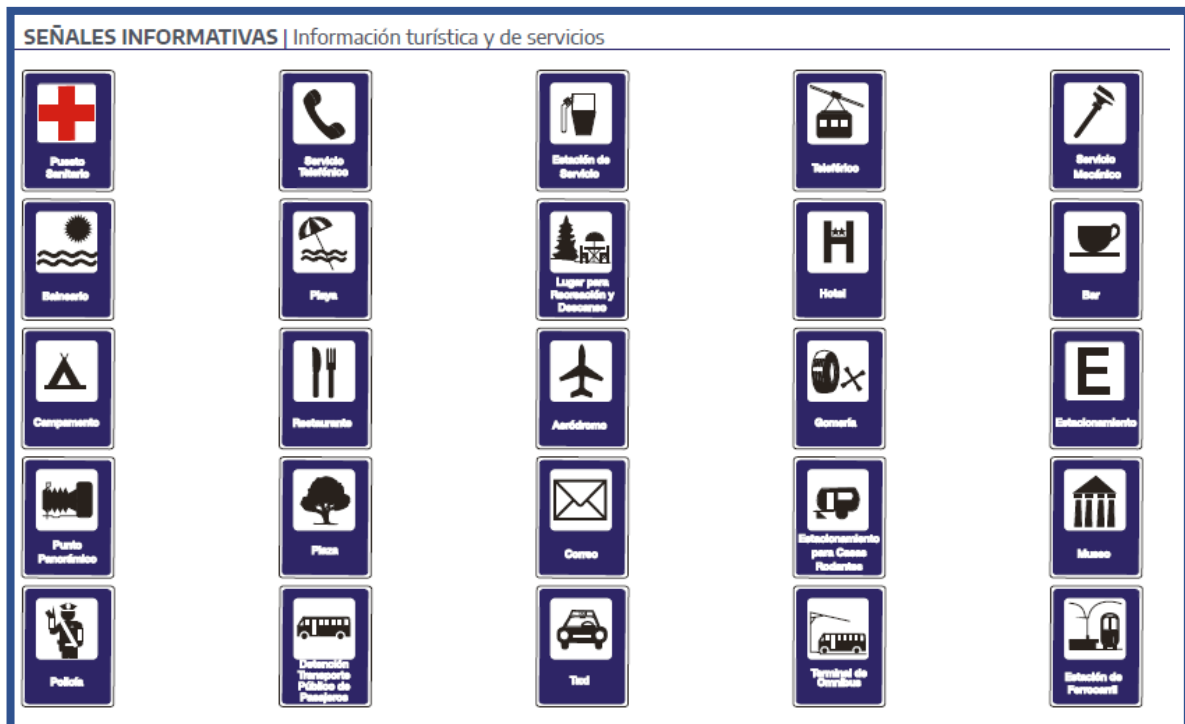 SEÑALES INFORMATIVAS | Información turística y de servicios
Puesto
Sanitario
Servicio
Telefónico
Estación de
Servicio
Teleférico
Servicio
Mecánico
Balneario
Playa
Lugar para
Recreación y
Descanso
H
Hotel
Bar
Campamento
Restaurante
Aeródromo
Gomería
E
Estacionamiento
Punto
Panorámico
Plaza
Correo
Estacionamiento
para Casas
Rodantes
Museo
Policía
Detención
Transporte
Público de
Pasajeros
Taxi
Terminal de
Omnibus
Estación de
Ferrocarril